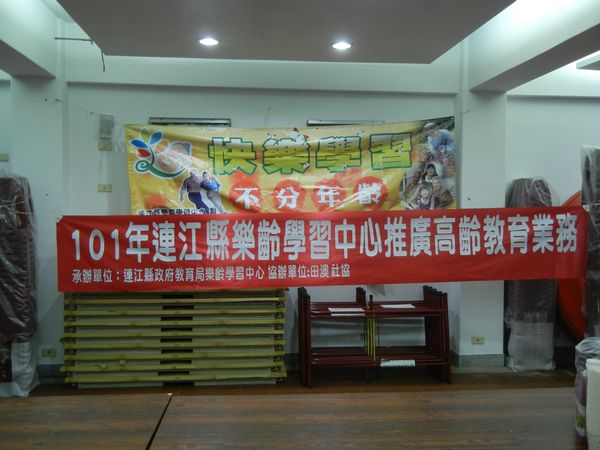 快樂學習
不分年齡
101年連江縣樂齡學習中心推廣高齡教育業務
承辦單位：連江縣政府教育局樂齡學習中心 協辦單位:田澳社協